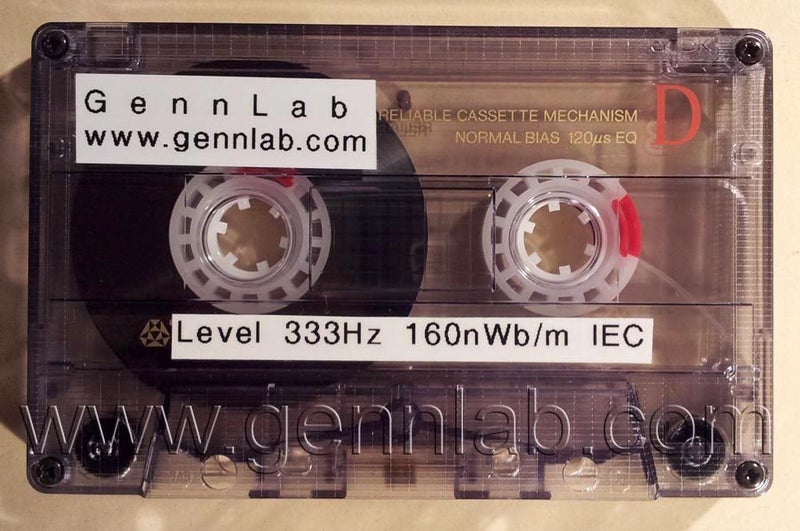 GennLab
www.gennlab.com
RELIABLE CASSETTE MECHANISM
NORMAL BIAS 120μs EQ
D
Level 333Hz 160nWb/m IEC
www.gennlab.com